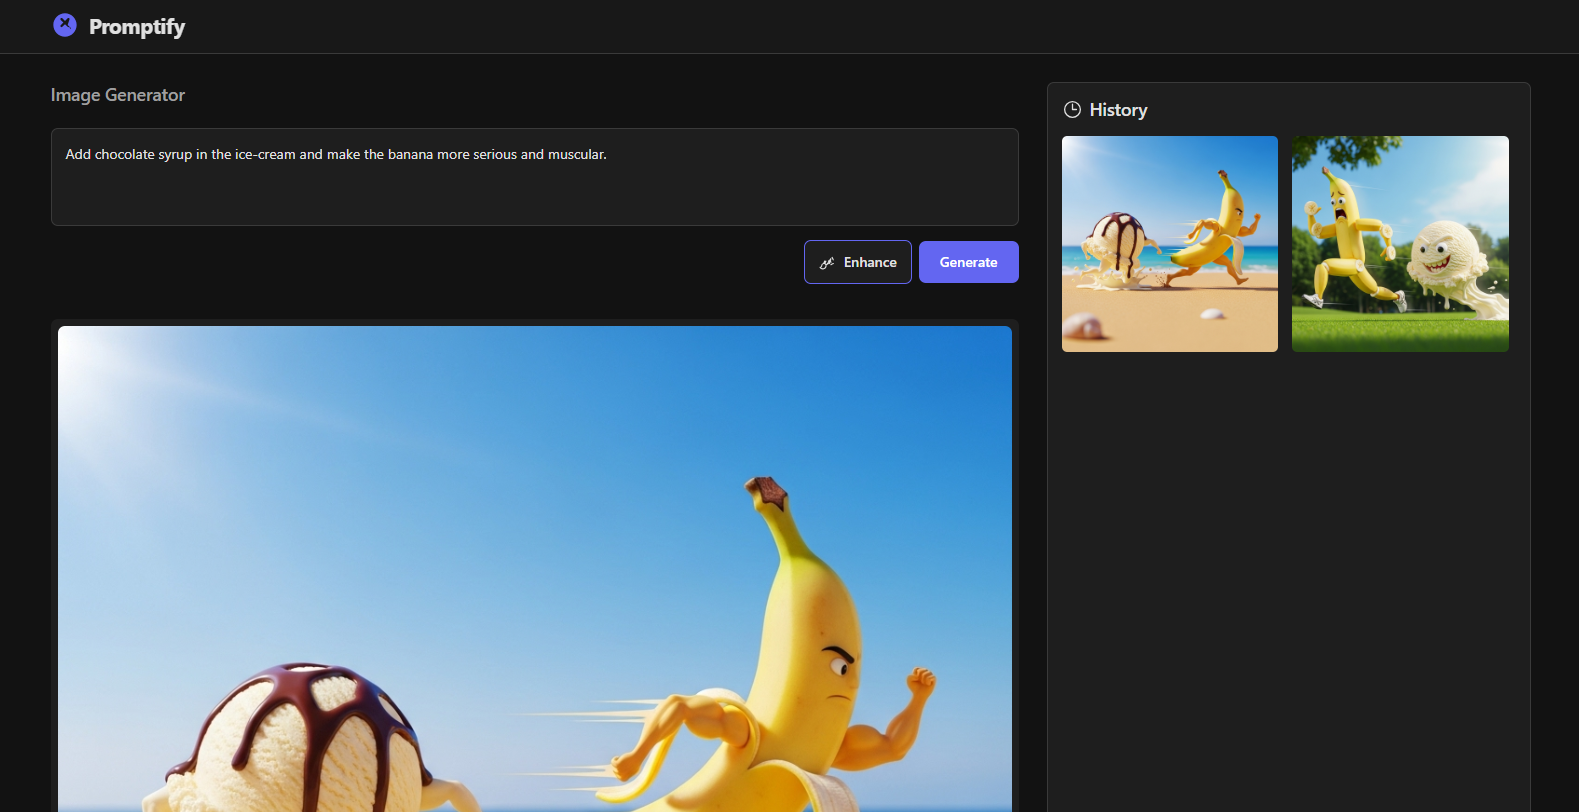 Promptify
Image Generator
Add chocolate syrup in the ice-cream and make the banana more serious and muscular.
Enhance
Generate
History